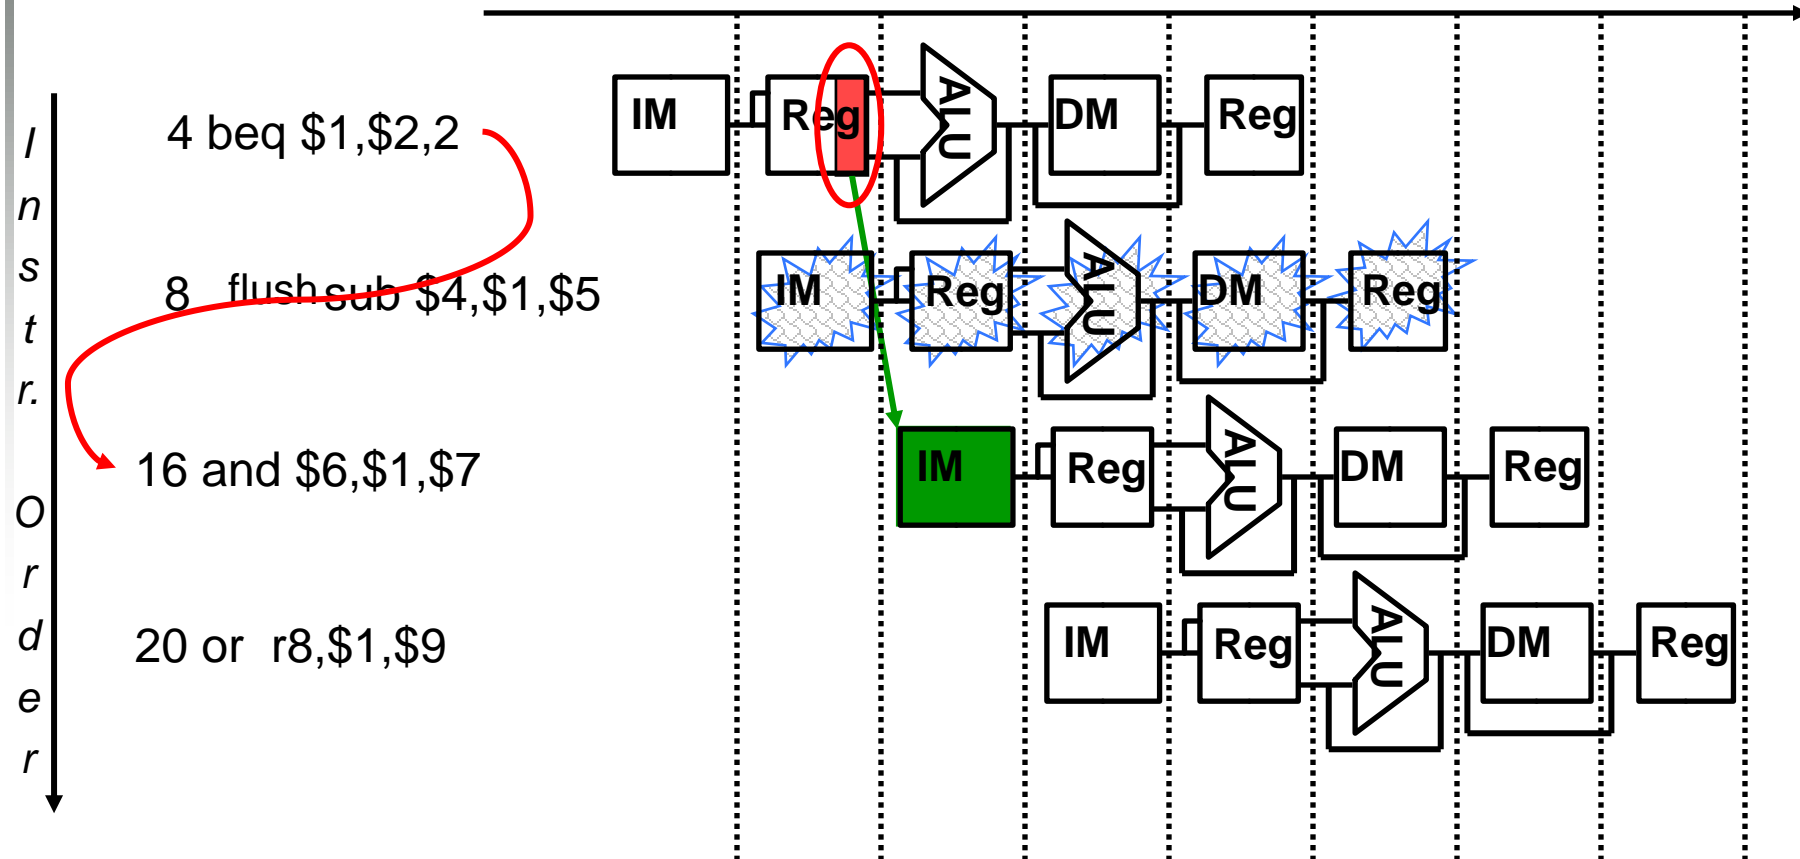 Instr. Order
4 beq $1,$2,2
IM Reg ALU DM Reg
8 flush sub $4,$1,$5
IM Reg ALU DM Reg
16 and $6,$1,$7
IM Reg ALU DM Reg
20 or r8,$1,$9
IM Reg ALU DM Reg